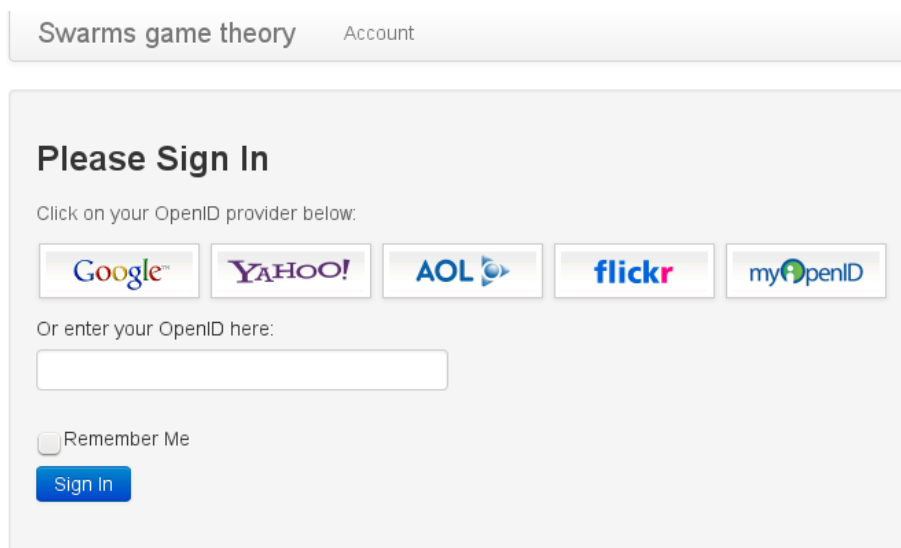 Swarms game theory Account
Please Sign In
Click on your OpenID provider below:
Google™ YAHOO! AOL flickr myOpenID
Or enter your OpenID here:
Remember Me
Sign In